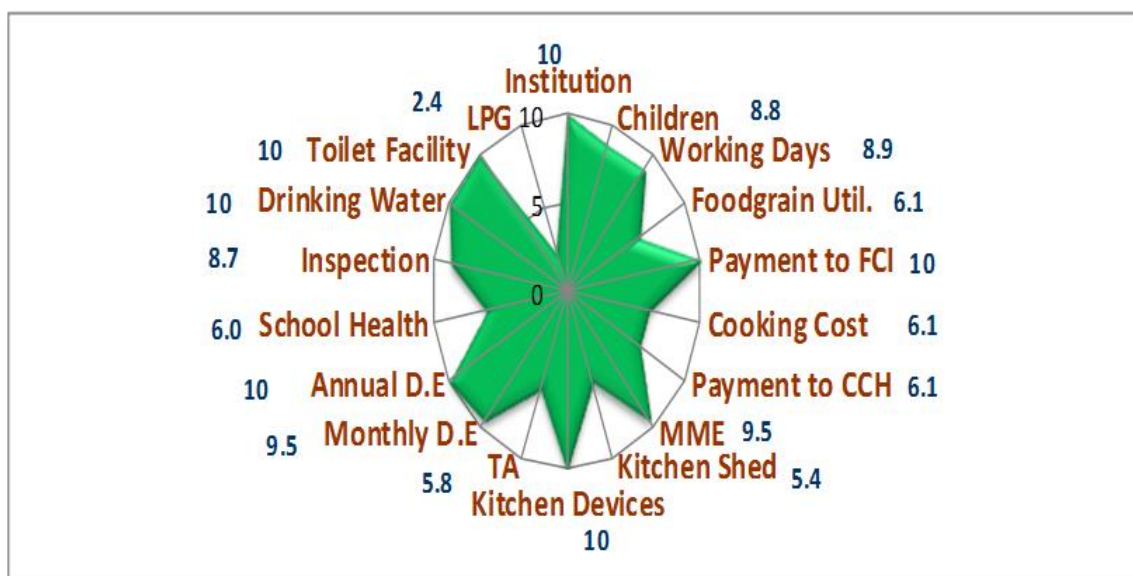 10
Institution
2.4
LPG 10 Children 8.8
10 Toilet Facility Working Days 8.9
10 Drinking Water 5 Foodgrain Util. 6.1
8.7 Inspection Payment to FCI 10
0
6.0 School Health Cooking Cost 6.1
10 Annual D.E Payment to CCH 6.1
9.5 Monthly D.E MME 9.5
5.8 TA Kitchen Shed 5.4
Kitchen Devices
10